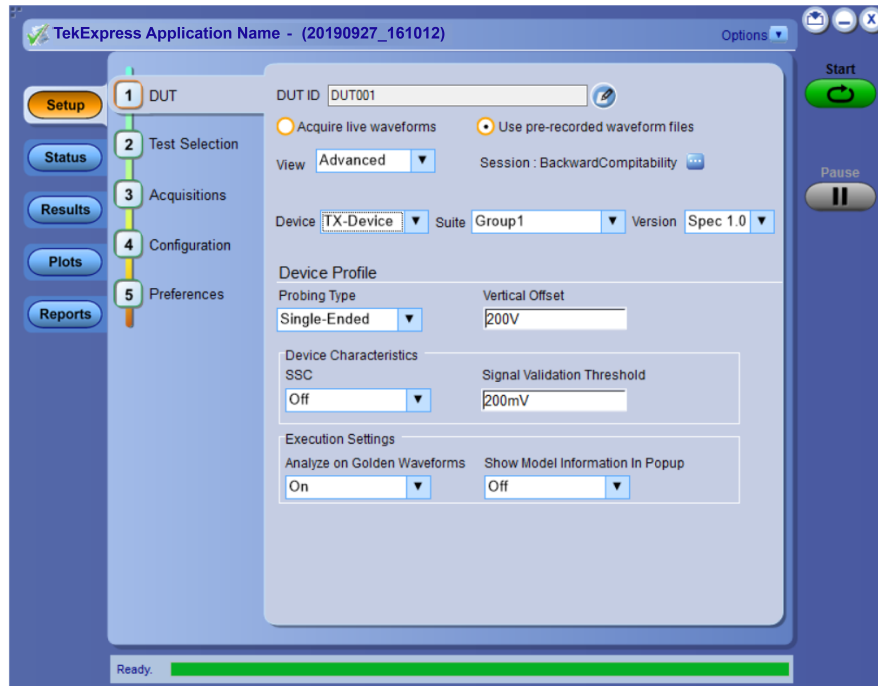 TekExpress Application Name - (20190927_161012)
Options
Start
Pause
Setup
Status
Results
Plots
Reports
1 DUT
2 Test Selection
3 Acquisitions
4 Configuration
5 Preferences
DUT ID DUT001
Acquire live waveforms Use pre-recorded waveform files
View Advanced Session : BackwardCompitability ...
Device TX-Device Suite Group1 Version Spec 1.0
Device Profile
Probing Type Vertical Offset
Single-Ended 200V
Device Characteristics
SSC Signal Validation Threshold
Off 200mV
Execution Settings
Analyze on Golden Waveforms Show Model Information In Popup
On Off
Ready.